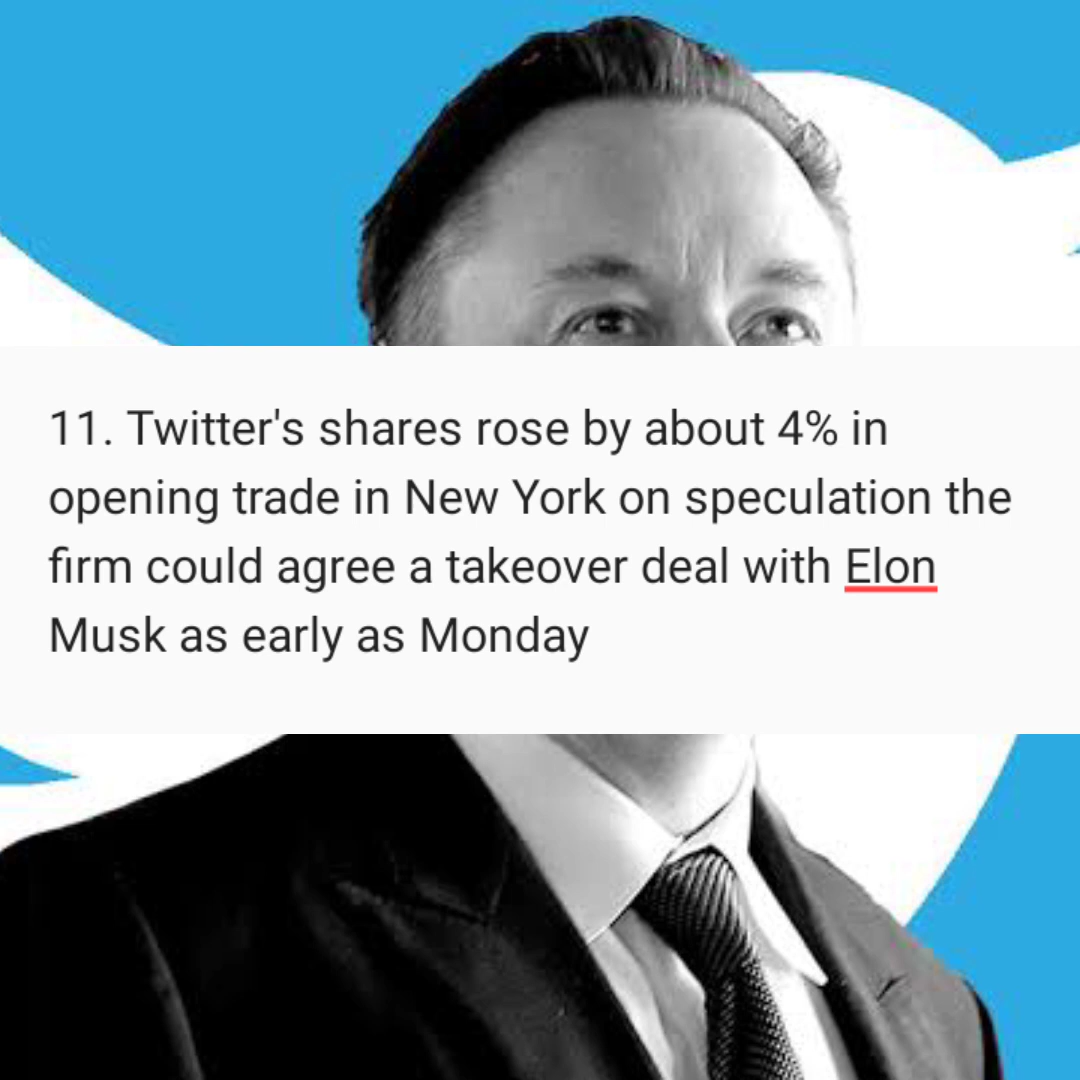 11. Twitter's shares rose by about 4% in
opening trade in New York on speculation the
firm could agree a takeover deal with Elon
Musk as early as Monday